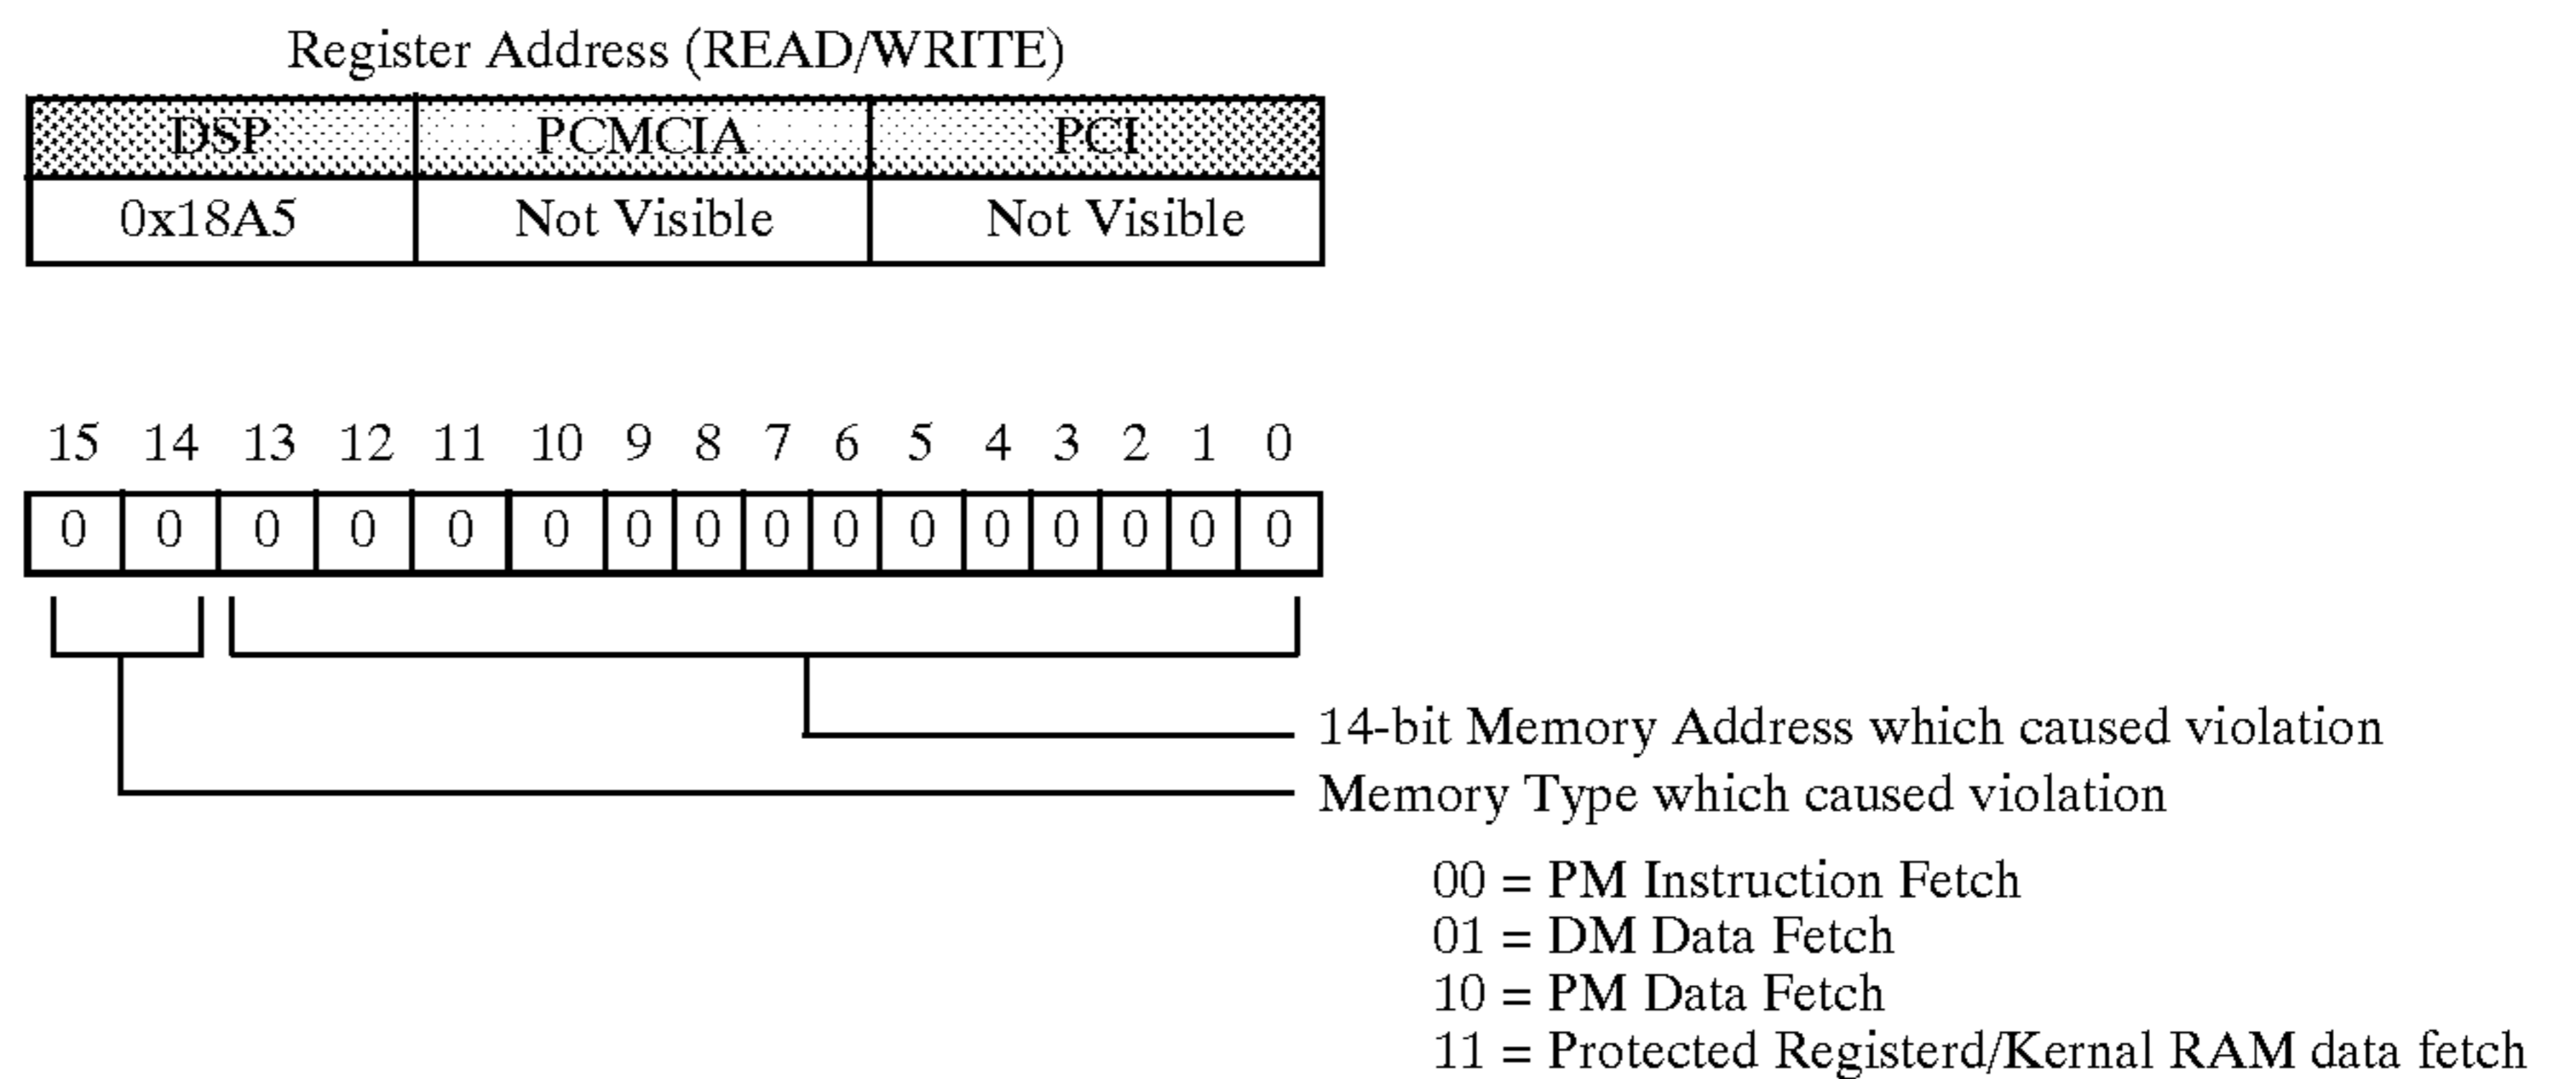 Register Address (READ/WRITE)
DSP PCMCIA PCI
0x18A5 Not Visible Not Visible
15 14 13 12 11 10 9 8 7 6 5 4 3 2 1 0
0 0 0 0 0 0 0 0 0 0 0 0 0 0 0 0
14-bit Memory Address which caused violation
Memory Type which caused violation
00 = PM Instruction Fetch
01 = DM Data Fetch
10 = PM Data Fetch
11 = Protected Registerd/Kernal RAM data fetch